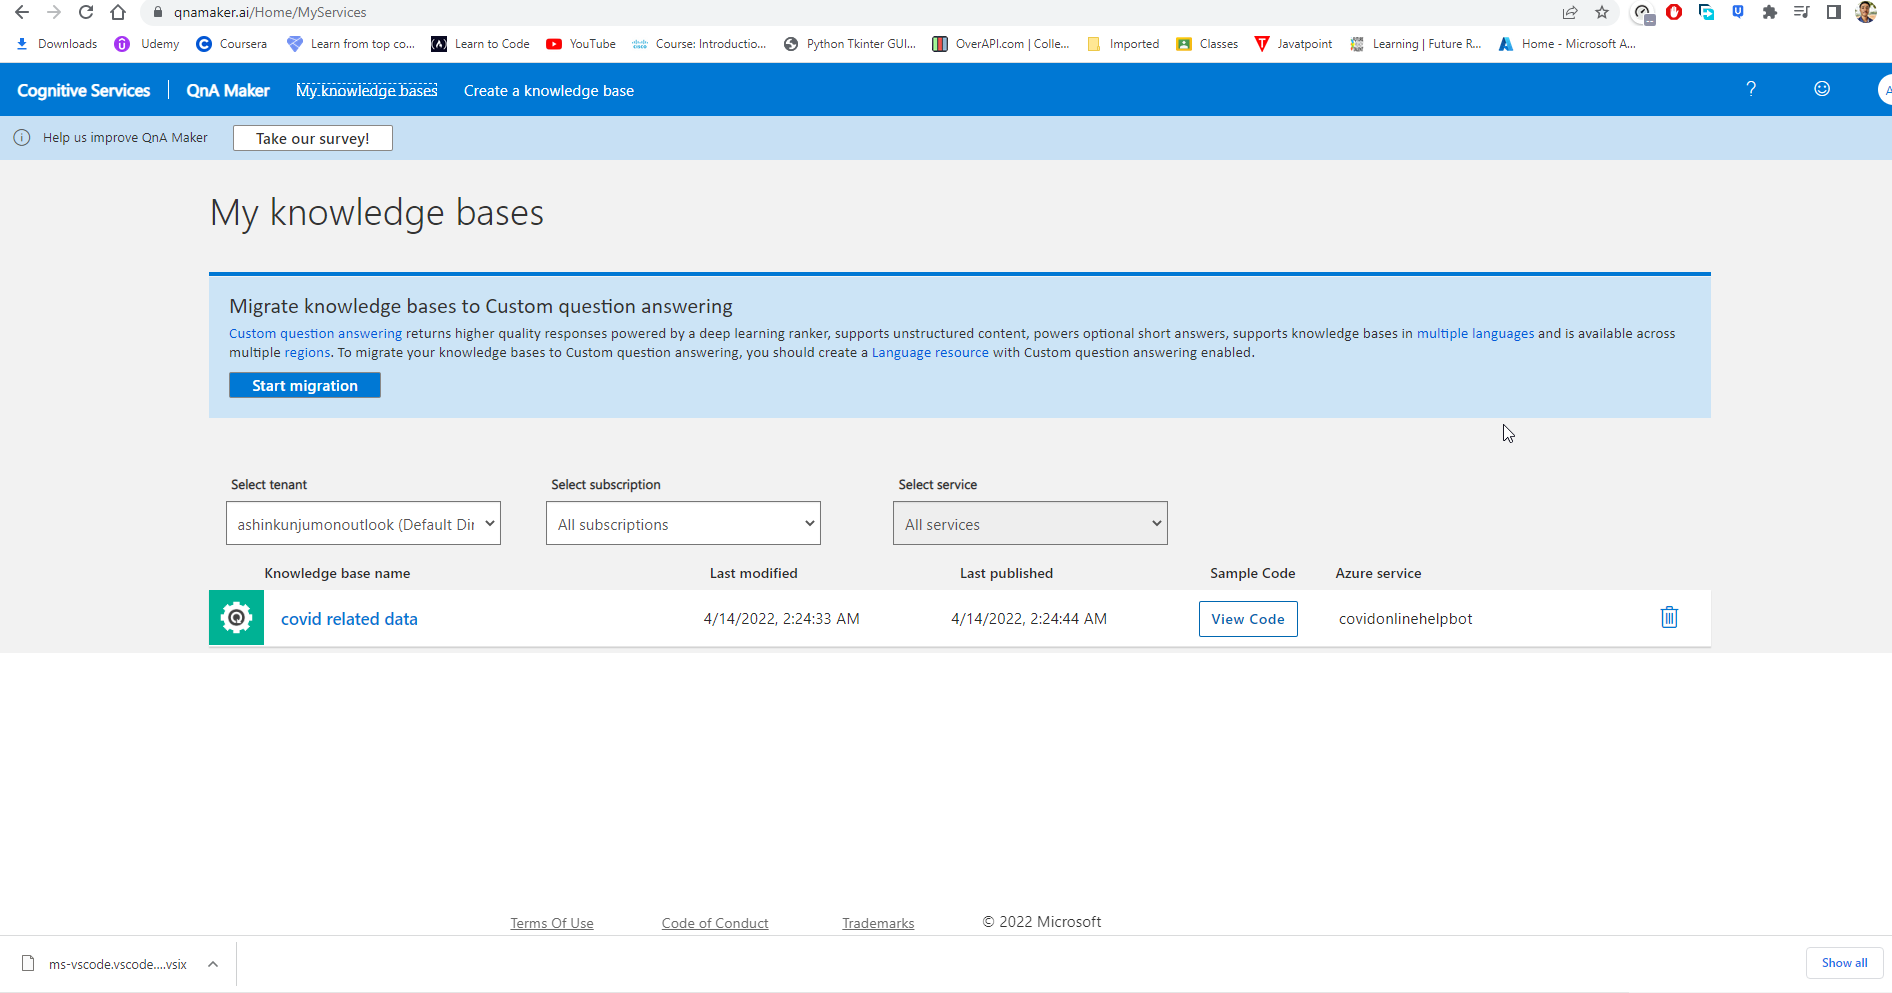 qnamaker.ai/Home/MyServices
Downloads Udemy Coursera Learn from top co... Learn to Code YouTube Course: Introductio... Python Tkinter GUI... OverAPI.com | Colle... Imported Classes Javatpoint Learning | Future R... Home - Microsoft A...
Cognitive Services QnA Maker My knowledge bases Create a knowledge base ? A
Help us improve QnA Maker Take our survey!
My knowledge bases
Migrate knowledge bases to Custom question answering
Custom question answering returns higher quality responses powered by a deep learning ranker, supports unstructured content, powers optional short answers, supports knowledge bases in multiple languages and is available across
multiple regions. To migrate your knowledge bases to Custom question answering, you should create a Language resource with Custom question answering enabled.
Start migration
Select tenant Select subscription Select service
ashinkunjumonoutlook (Default Dir All subscriptions All services
Knowledge base name Last modified Last published Sample Code Azure service
covid related data 4/14/2022, 2:24:33 AM 4/14/2022, 2:24:44 AM View Code covidonlinehelpbot
Terms Of Use Code of Conduct Trademarks © 2022 Microsoft
ms-vscode.vscode....vsix Show all